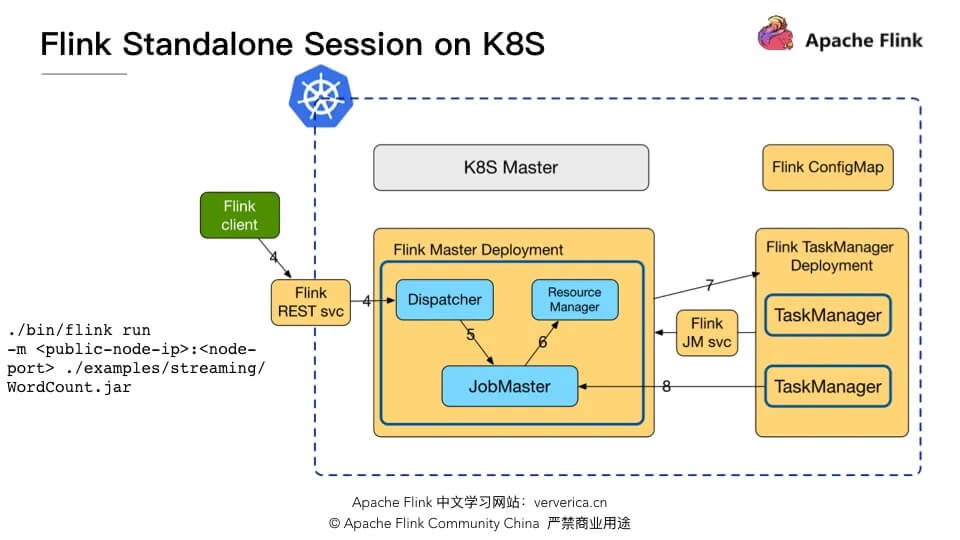 Flink Standalone Session on K8S
Apache Flink
K8S Master
Flink ConfigMap
Flink
client
4
Flink
REST svc
4
Flink Master Deployment
Dispatcher
Resource
Manager
5
6
JobMaster
7
Flink
JM svc
8
Flink TaskManager
Deployment
TaskManager
TaskManager
./bin/flink run
-m <public-node-ip>:<node-
port> ./examples/streaming/
WordCount.jar
Apache Flink 中文学习网站：ververica.cn
© Apache Flink Community China 严禁商业用途